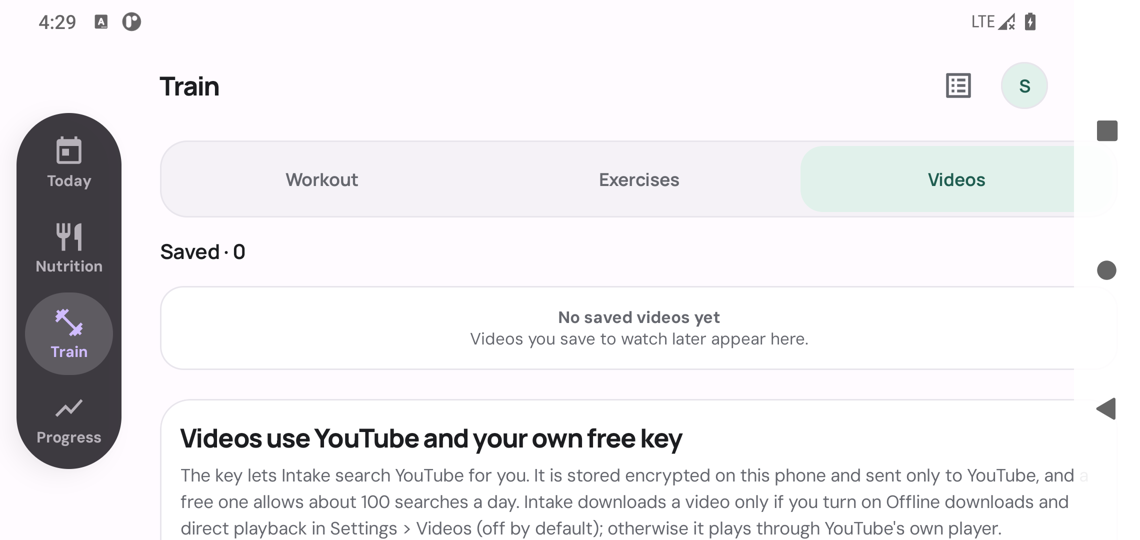 4:29
LTE
Train
S
Workout
Exercises
Videos
Today
Nutrition
Train
Progress
Saved · 0
No saved videos yet
Videos you save to watch later appear here.
Videos use YouTube and your own free key
The key lets Intake search YouTube for you. It is stored encrypted on this phone and sent only to YouTube, and a
free one allows about 100 searches a day. Intake downloads a video only if you turn on Offline downloads and
direct playback in Settings > Videos (off by default); otherwise it plays through YouTube's own player.